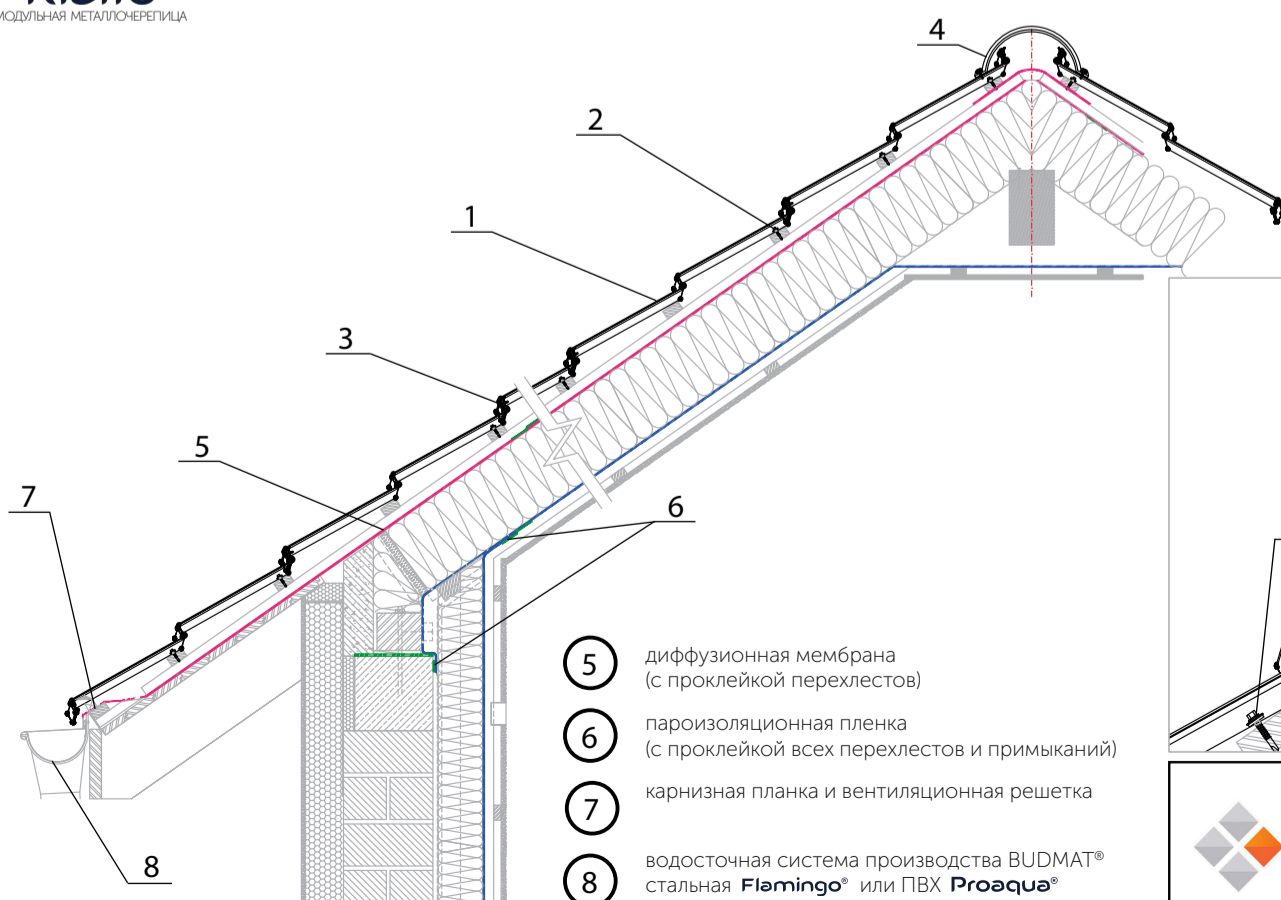 МОДУЛЬНАЯ МЕТАЛЛОЧЕРЕПИЦА
4
2
1
3
5
7
6
8
5 диффузионная мембрана
(с проклейкой перехлестов)
6 пароизоляционная пленка
(с проклейкой всех перехлестов и примыканий)
7 карнизная планка и вентиляционная решетка
8 водосточная система производства BUDMAT®
стальная Flamingo® или ПВХ Proaqua®